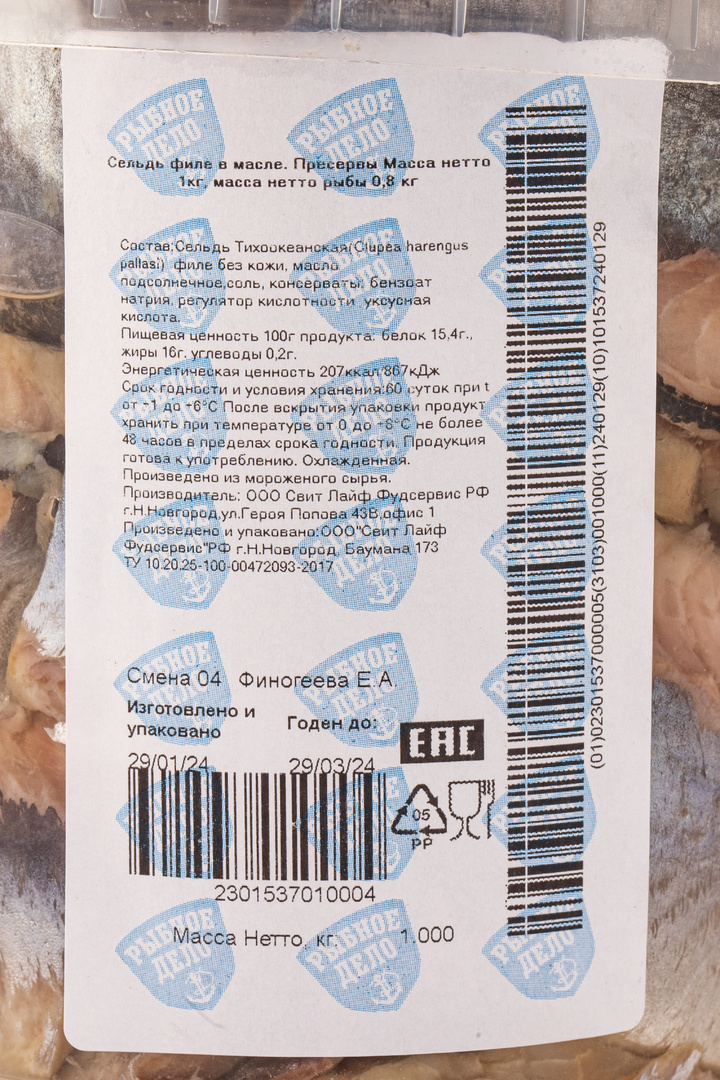 РЫБНОЕ ДЕЛО
Сельдь филе в масле. Пресервы Масса нетто
1кг, масса нетто рыбы 0,8 кг
Состав:Сельдь Тихоокеанская(Clupea harengus
pallasi) филе без кожи, масло
подсолнечное,соль, консерваты: бензоат
натрия, регулятор кислотности уксусная
кислота.
Пищевая ценность 100г продукта: белок 15,4г.,
жиры 16г. углеводы 0,2г.
Энергетическая ценность 207ккал/867кДж
Срок годности и условия хранения:60 суток при t
от -1 до +6°С После вскрытия упаковки продукт
хранить при температуре от 0 до +6°С не более
48 часов в пределах срока годности. Продукция
готова к употреблению. Охлажденная.
Произведено из мороженого сырья.
Производитель: ООО Свит Лайф Фудсервис РФ
г.Н.Новгород,ул.Героя Попова 43В,офис 1
Произведено и упаковано:ООО"Свит Лайф
Фудсервис"РФ г.Н.Новгород, Баумана 173
ТУ 10.20.25-100-00472093-2017
Смена 04 Финогеева Е.А.
Изготовлено и
упаковано
Годен до:
EAC
29/01/24
29/03/24
05
PP
2301537010004
Масса Нетто, кг: 1.000
(01)02301537000005(3103)001000(11)240129(10)101537240129